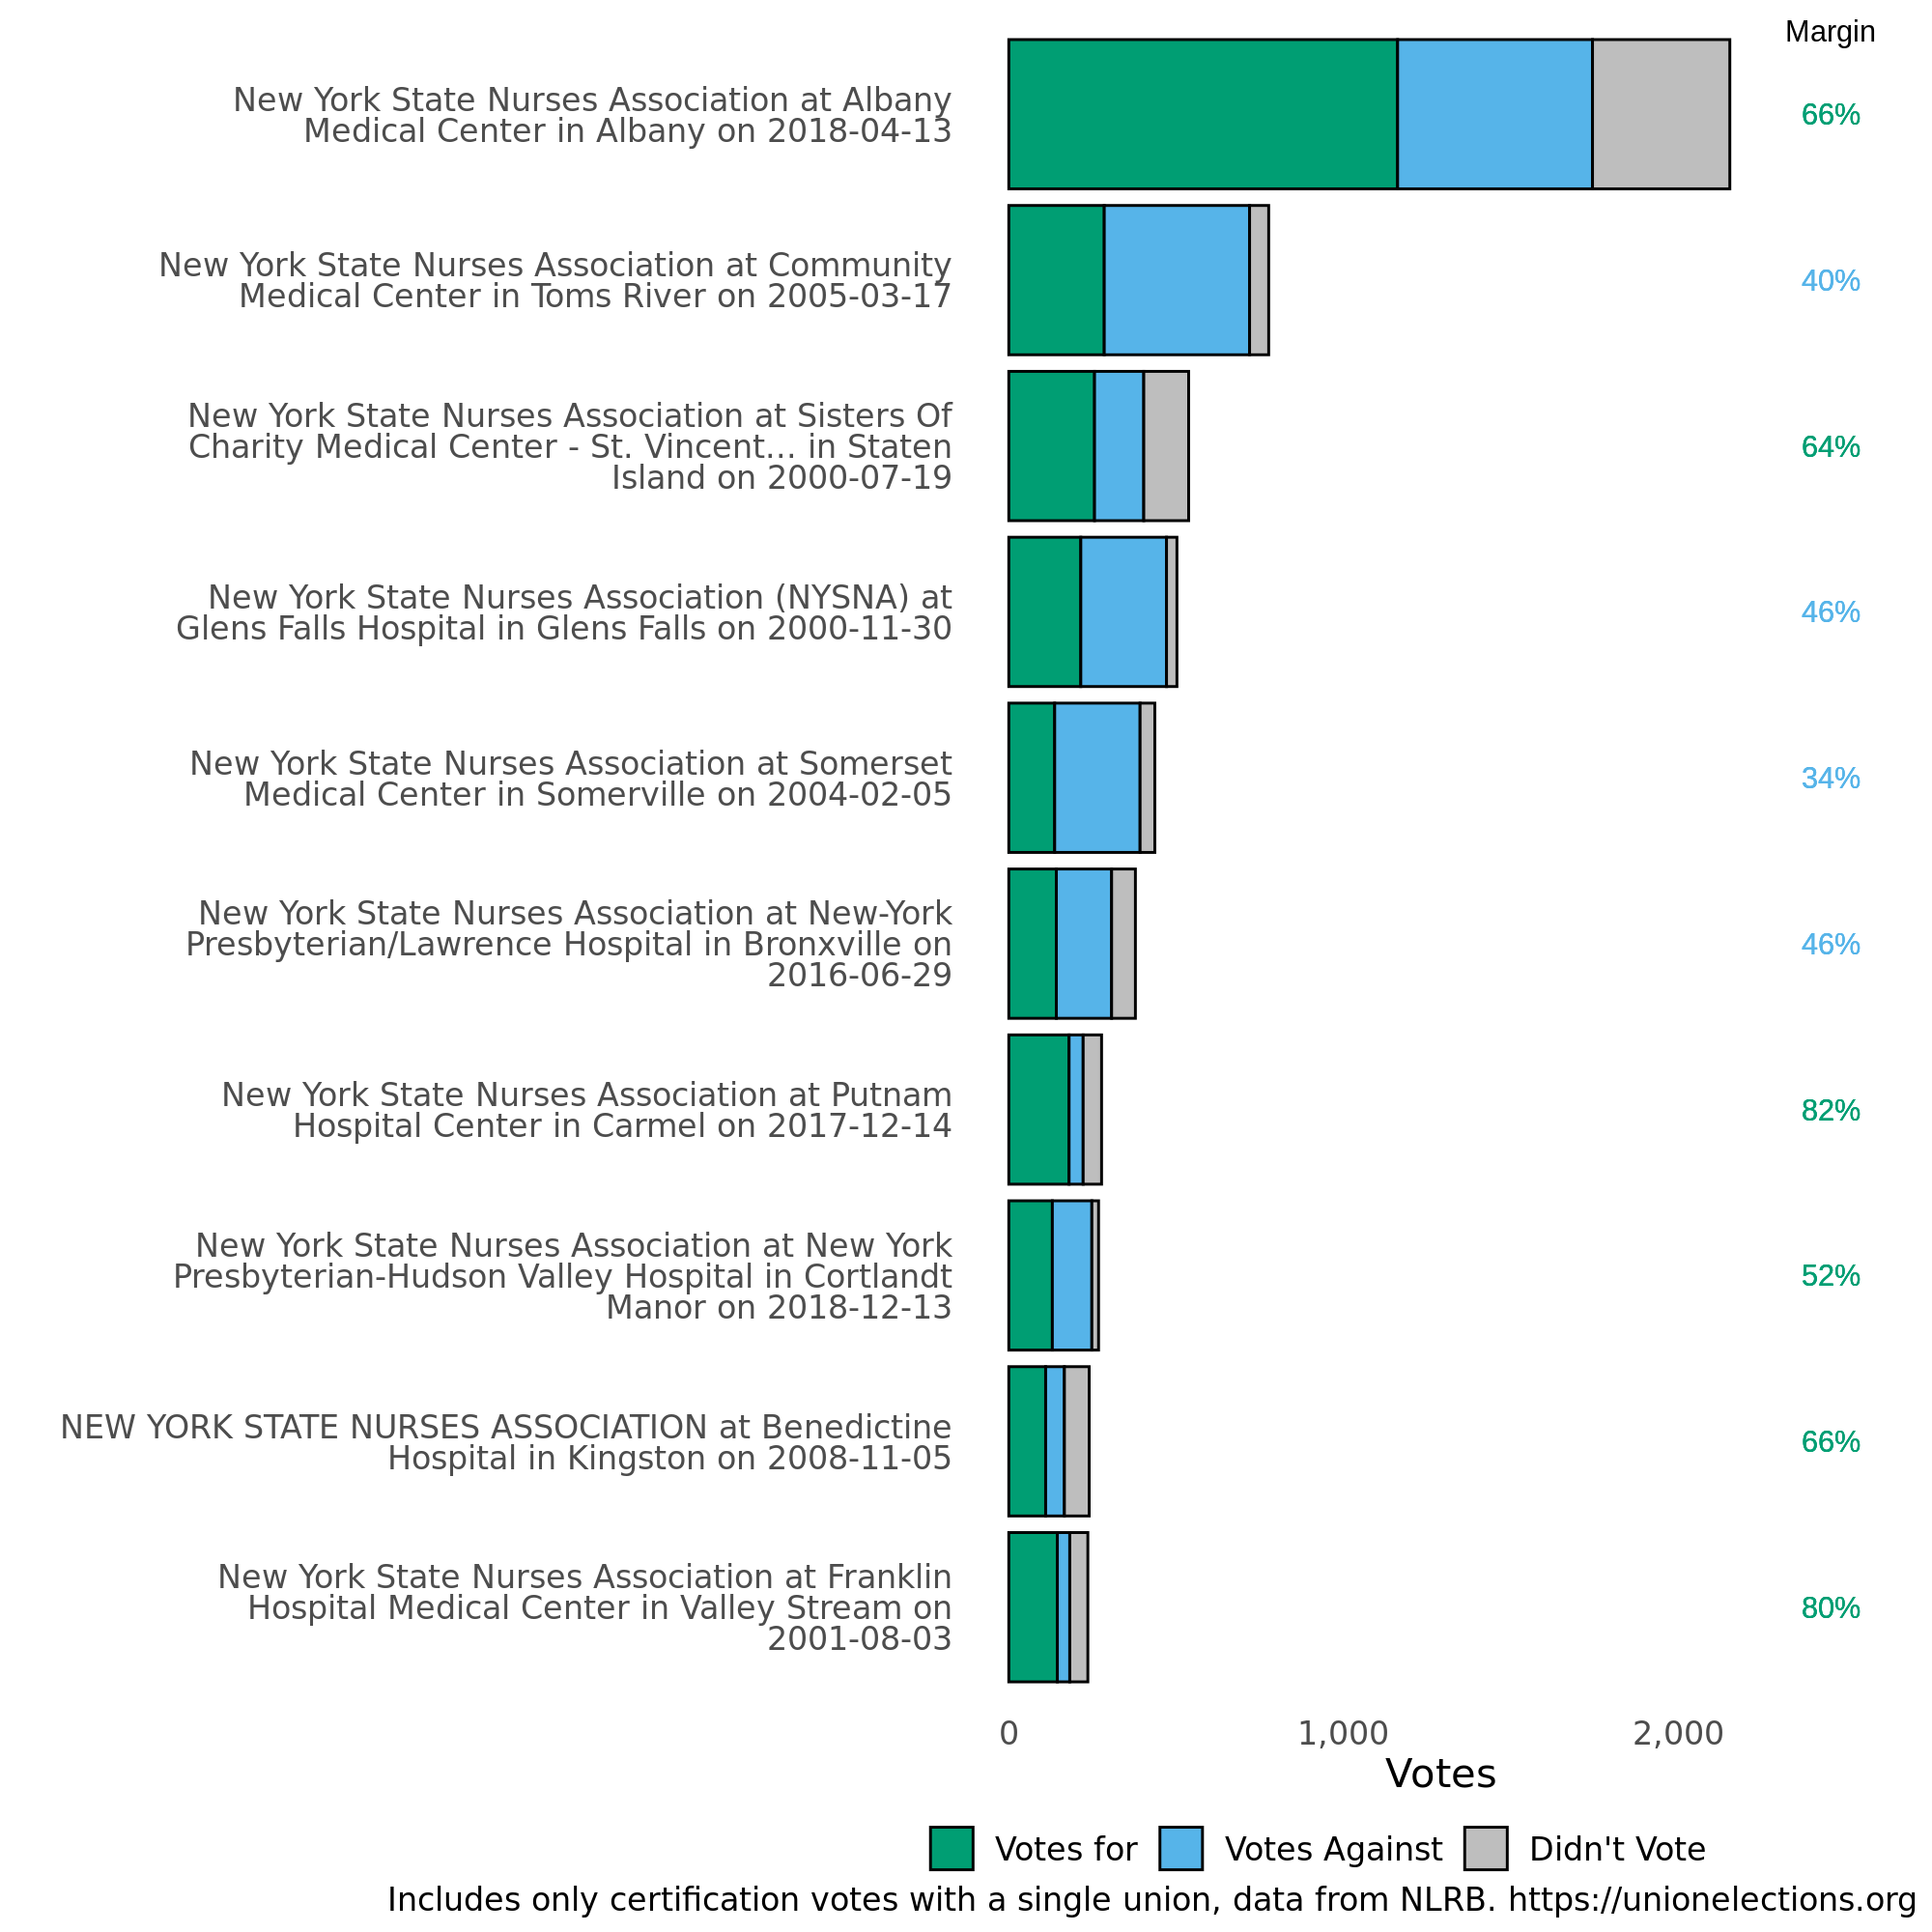 Margin
New York State Nurses Association at Albany
Medical Center in Albany on 2018-04-13
66%
New York State Nurses Association at Community
Medical Center in Toms River on 2005-03-17
40%
New York State Nurses Association at Sisters Of
Charity Medical Center - St. Vincent... in Staten
Island on 2000-07-19
64%
New York State Nurses Association (NYSNA) at
Glens Falls Hospital in Glens Falls on 2000-11-30
46%
New York State Nurses Association at Somerset
Medical Center in Somerville on 2004-02-05
34%
New York State Nurses Association at New-York
Presbyterian/Lawrence Hospital in Bronxville on
2016-06-29
46%
New York State Nurses Association at Putnam
Hospital Center in Carmel on 2017-12-14
82%
New York State Nurses Association at New York
Presbyterian-Hudson Valley Hospital in Cortlandt
Manor on 2018-12-13
52%
NEW YORK STATE NURSES ASSOCIATION at Benedictine
Hospital in Kingston on 2008-11-05
66%
New York State Nurses Association at Franklin
Hospital Medical Center in Valley Stream on
2001-08-03
80%
0 1,000 2,000
Votes
Votes for Votes Against Didn't Vote
Includes only certification votes with a single union, data from NLRB. https://unionelections.org